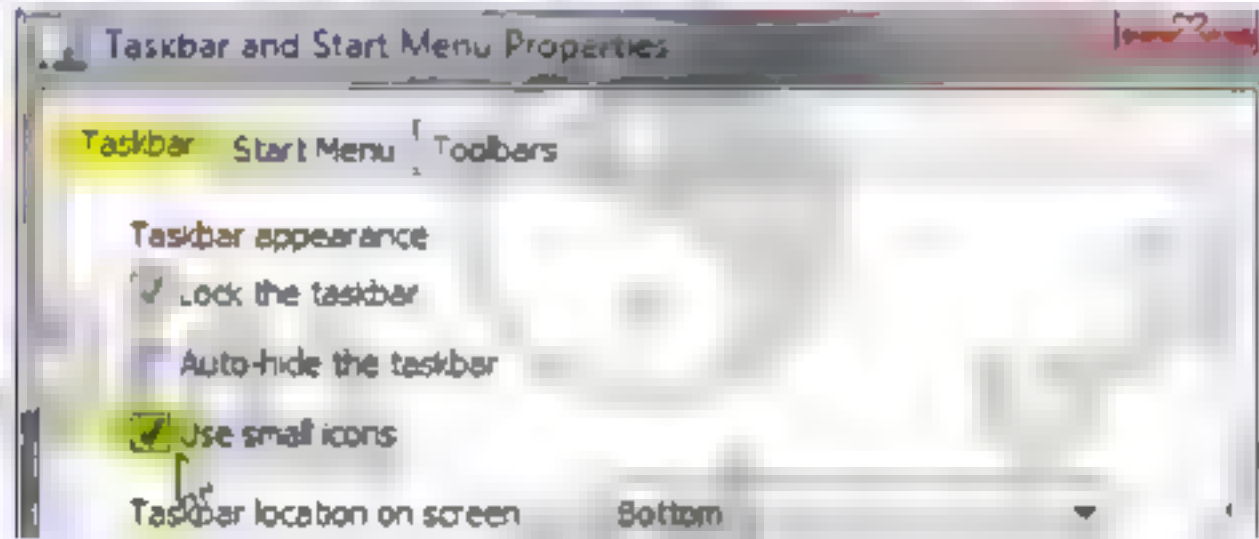 Taskbar and Start Menu Properties
Taskbar Start Menu Toolbars
Taskbar appearance
Lock the taskbar
Auto-hide the taskbar
Use small icons
Taskbar location on screen Bottom